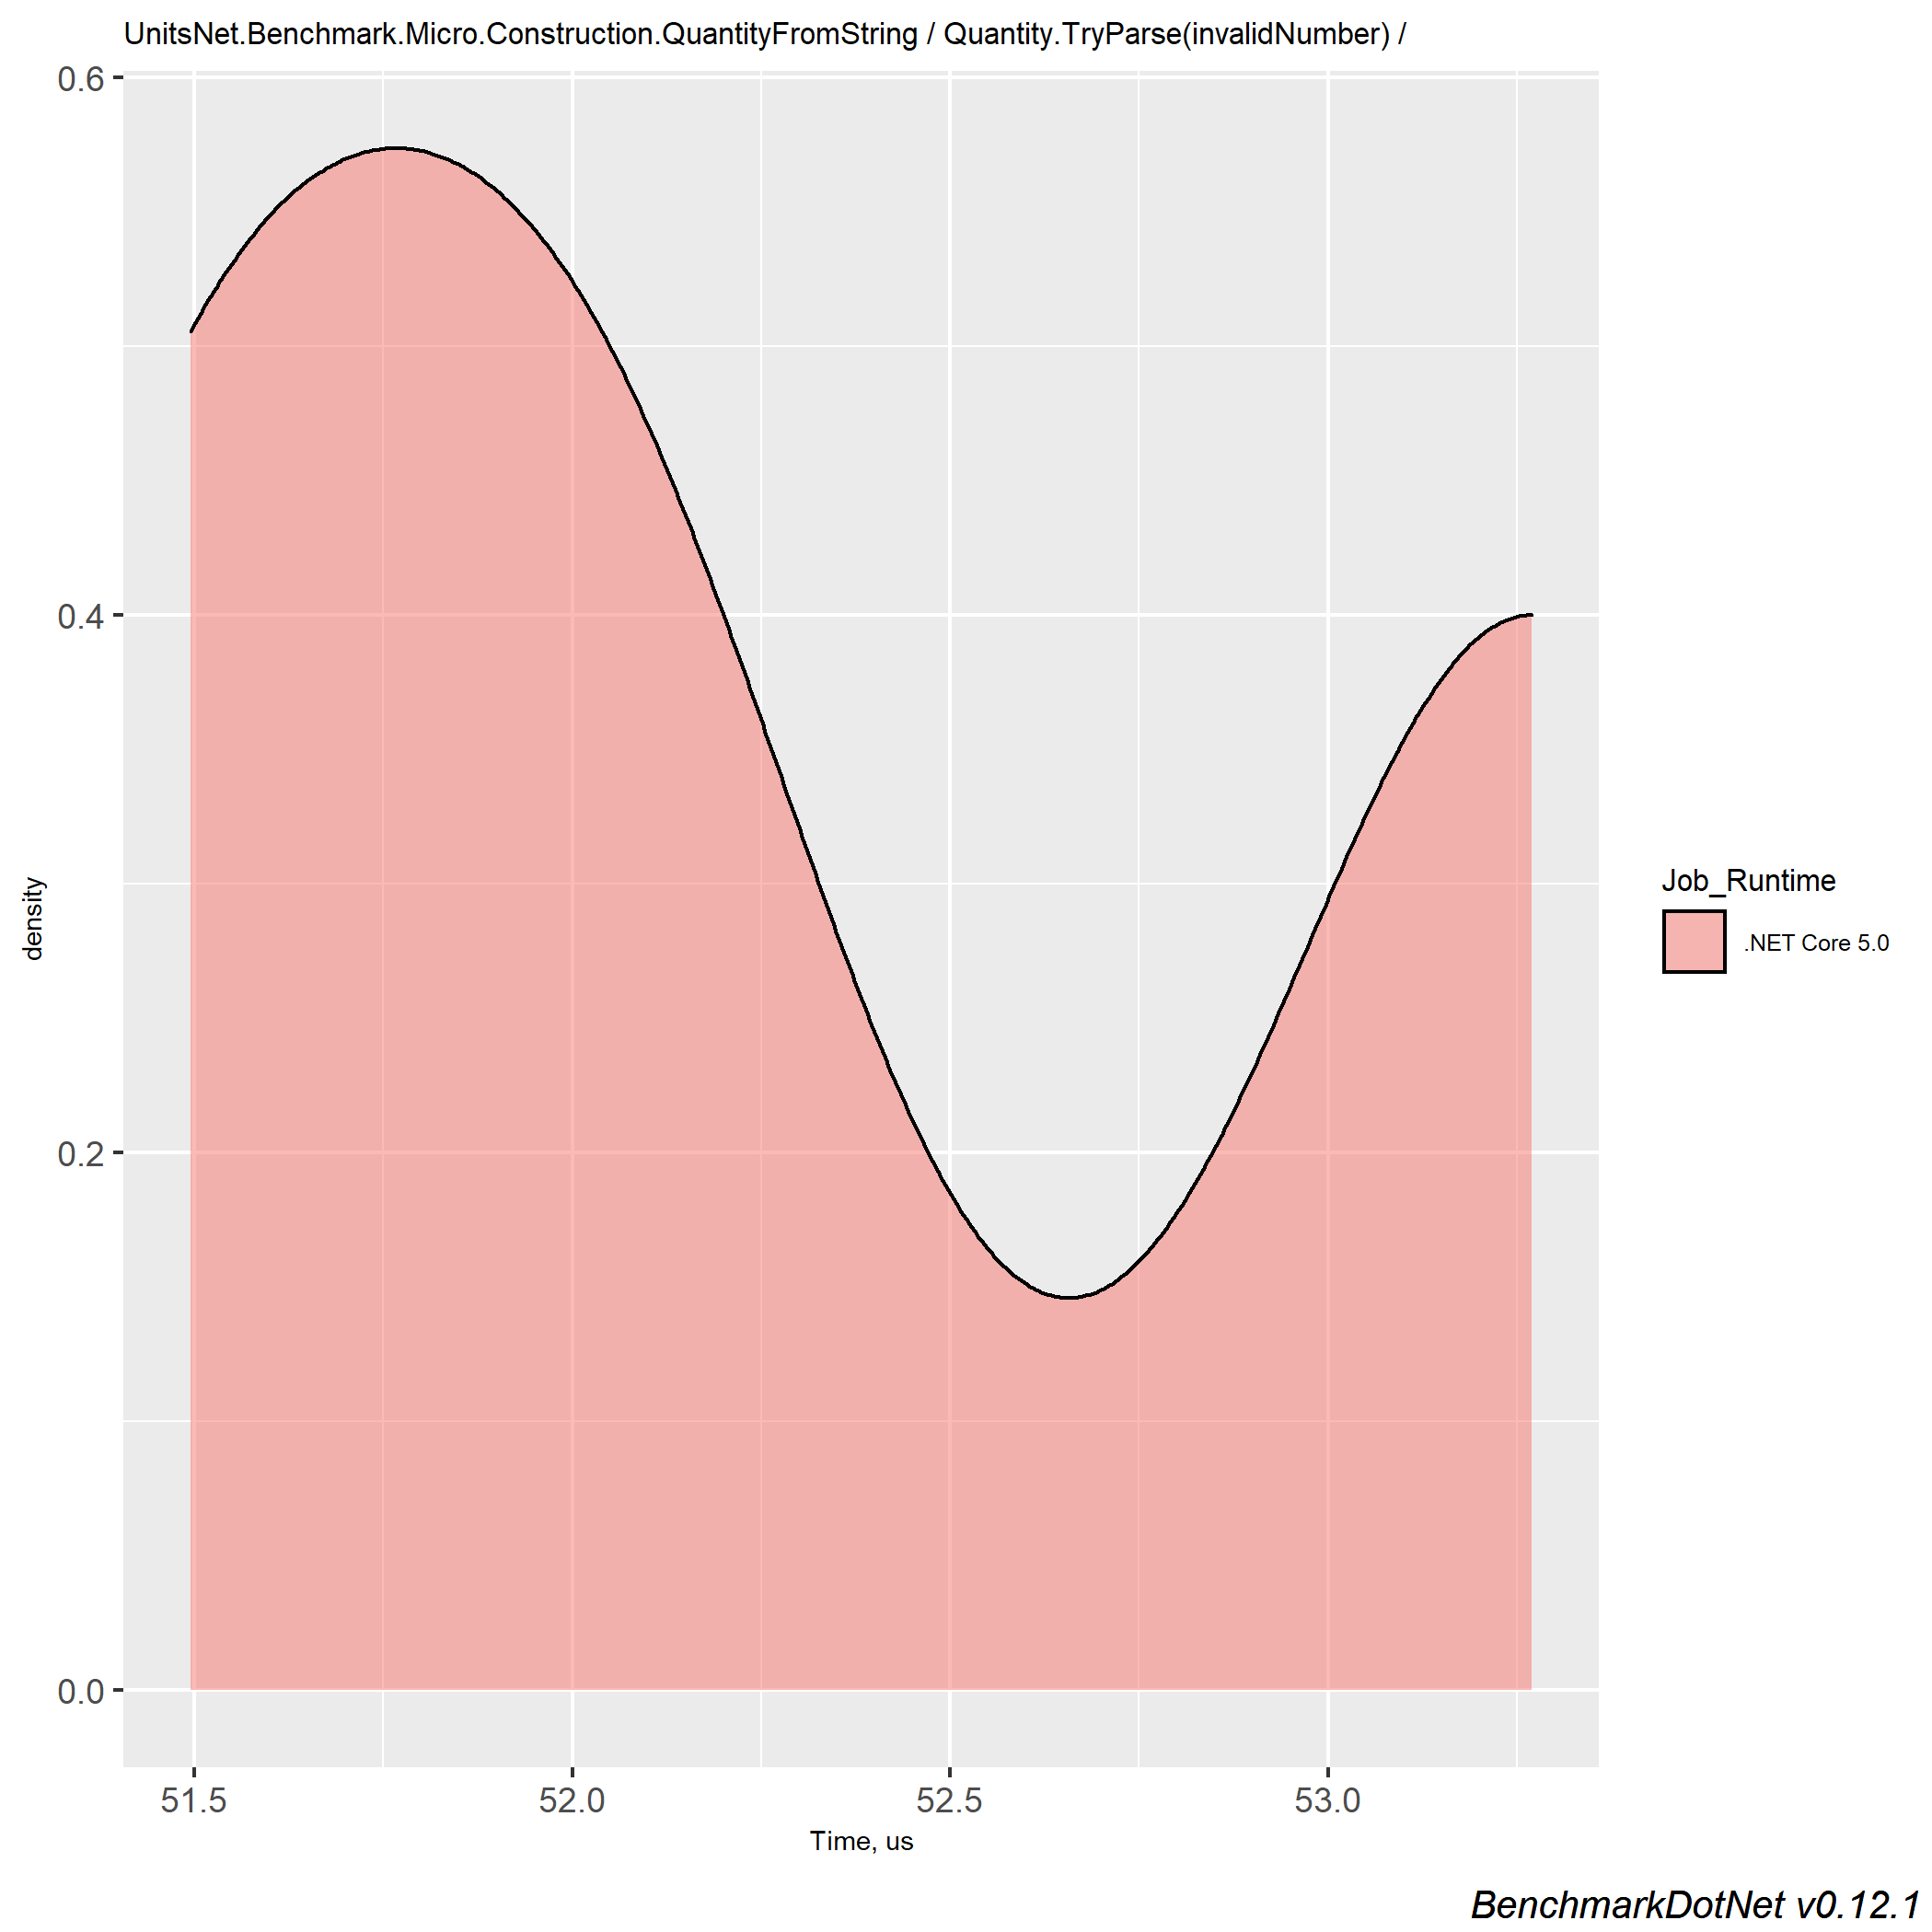 UnitsNet.Benchmark.Micro.Construction.QuantityFromString / Quantity.TryParse(invalidNumber) /
0.6
0.4
0.2
0.0
density
51.5 52.0 52.5 53.0
Time, us
Job_Runtime
.NET Core 5.0
BenchmarkDotNet v0.12.1